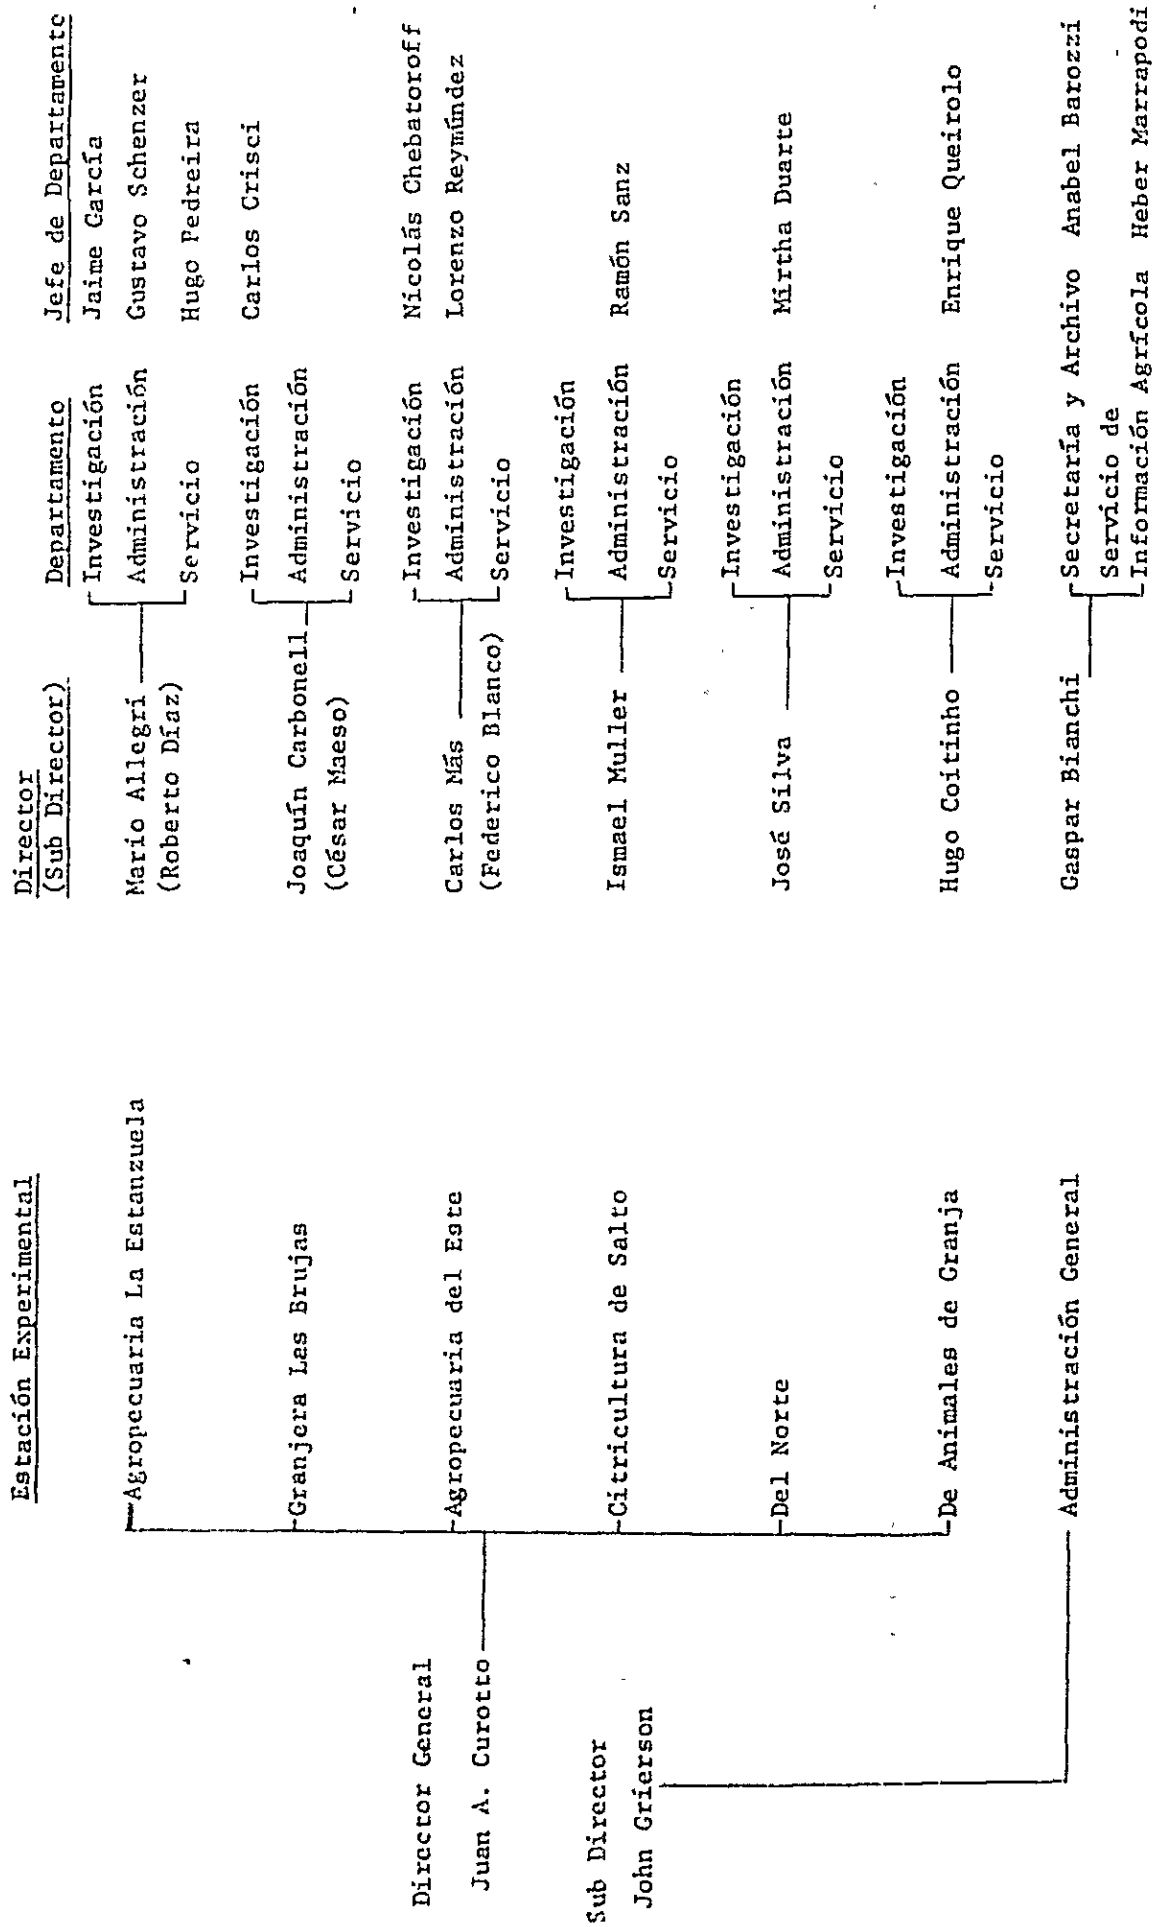 Estación Experimental
Director
(Sub Director)
Departamento
Jefe de Departamento
Director General
Juan A. Curotto
Sub Director
John Grierson
Agropecuaria La Estanzuela
Mario Allegri
(Roberto Díaz)
Investigación Jaime García
Administración Gustavo Schenzer
Servicio Hugo Pedreira
Granjera Las Brujas
Joaquín Carbonell
(César Maeso)
Investigación Carlos Crisci
Administración
Servicio
Agropecuaria del Este
Carlos Más
(Federico Blanco)
Investigación Nicolás Chebatoroff
Administración Lorenzo Reymúndez
Servicio
Citricultura de Salto
Ismael Muller
Investigación
Administración Ramón Sanz
Servicio
Del Norte
José Silva
Investigación
Administración Mirtha Duarte
Servicio
De Animales de Granja
Hugo Coitinho
Investigación
Administración Enrique Queirolo
Servicio
Administración General
Gaspar Bianchi
Secretaría y Archivo Anabel Barozzi
Servicio de
Información Agrícola Heber Marrapodi